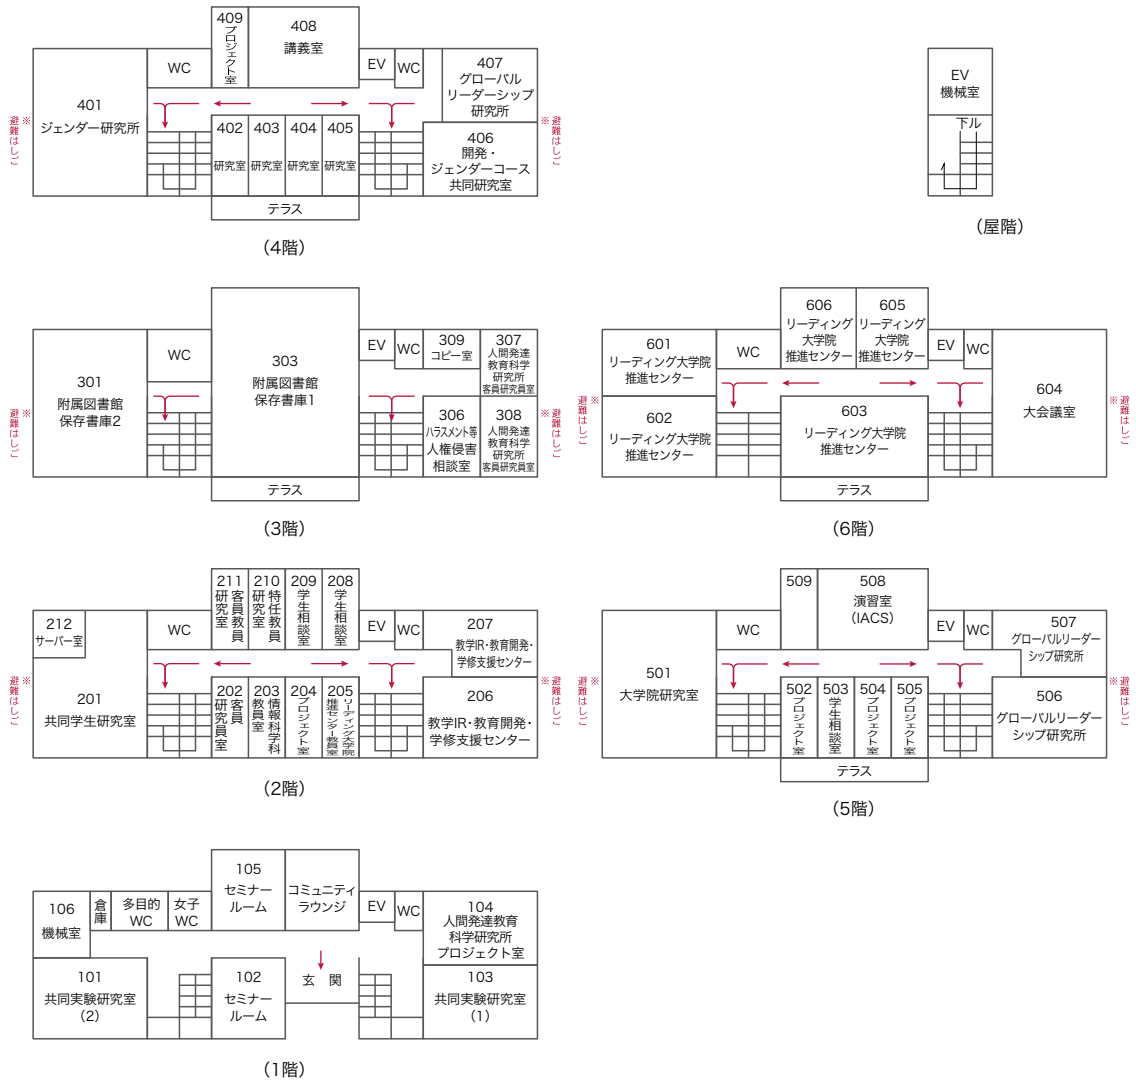 409
プロジェクト室
408
講義室
WC
EV
WC
407
グローバル
リーダーシップ
研究所
401
ジェンダー研究所
402
研究室
403
研究室
404
研究室
405
研究室
406
開発・
ジェンダーコース
共同研究室
※
避難はしご
※
避難はしご
テラス
（4階）
EV
機械室
下ル
（屋階）
301
附属図書館
保存書庫2
WC
303
附属図書館
保存書庫1
EV
WC
309
コピー室
307
人間発達
教育科学
研究所
客員研究員室
306
ハラスメント等
人権侵害
相談室
308
人間発達
教育科学
研究所
客員研究員室
※
避難はしご
※
避難はしご
テラス
（3階）
606
リーディング
大学院
推進センター
605
リーディング
大学院
推進センター
601
リーディング大学院
推進センター
WC
EV
WC
604
大会議室
602
リーディング大学院
推進センター
603
リーディング大学院
推進センター
※
避難はしご
※
避難はしご
テラス
（6階）
211
客員教員
研究室
210
特任教員
研究室
209
学生相談室
208
学生相談室
212
サーバー室
WC
EV
WC
207
教学IR・教育開発・
学修支援センター
201
共同学生研究室
202
客員
研究員室
203
情報科学科
教員室
204
プロジェクト室
205
リーディング大学院
推進センター教員室
206
教学IR・教育開発・
学修支援センター
※
避難はしご
※
避難はしご
（2階）
509
508
演習室
（IACS）
WC
EV
WC
507
グローバルリーダー
シップ研究所
501
大学院研究室
502
プロジェクト室
503
学生相談室
504
プロジェクト室
505
プロジェクト室
506
グローバルリーダー
シップ研究所
※
避難はしご
※
避難はしご
テラス
（5階）
105
セミナー
ルーム
コミュニティ
ラウンジ
106
機械室
倉庫
多目的
WC
女子
WC
EV
WC
104
人間発達教育
科学研究所
プロジェクト室
101
共同実験研究室
（2）
102
セミナー
ルーム
玄　関
103
共同実験研究室
（1）
（1階）